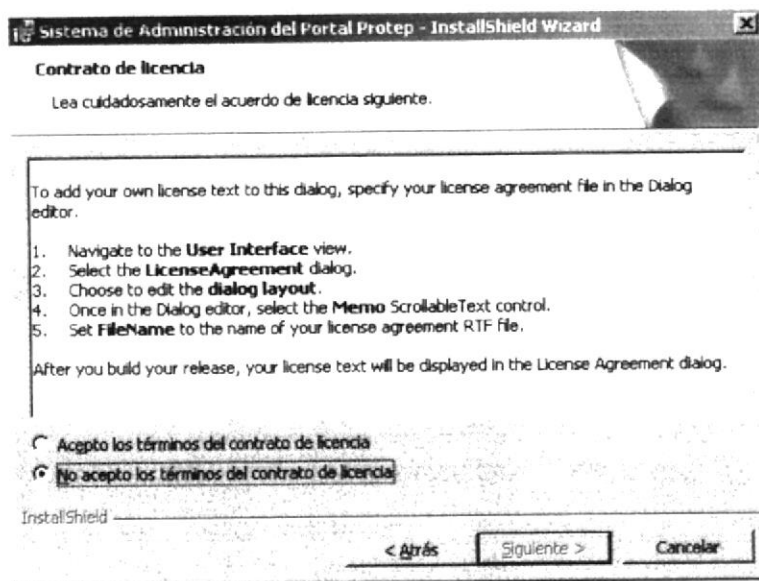 Sistema de Administración del Portal Protep - InstallShield Wizard
Contrato de licencia
Lea cuidadosamente el acuerdo de licencia siguiente.
To add your own license text to this dialog, specify your license agreement file in the Dialog
editor.
1. Navigate to the User Interface view.
2. Select the LicenseAgreement dialog.
3. Choose to edit the dialog layout.
4. Once in the Dialog editor, select the Memo ScrollableText control.
5. Set FileName to the name of your license agreement RTF file.
After you build your release, your license text will be displayed in the License Agreement dialog.
Acepto los términos del contrato de licencia
No acepto los términos del contrato de licencia
InstallShield
< Atrás Siguiente > Cancelar